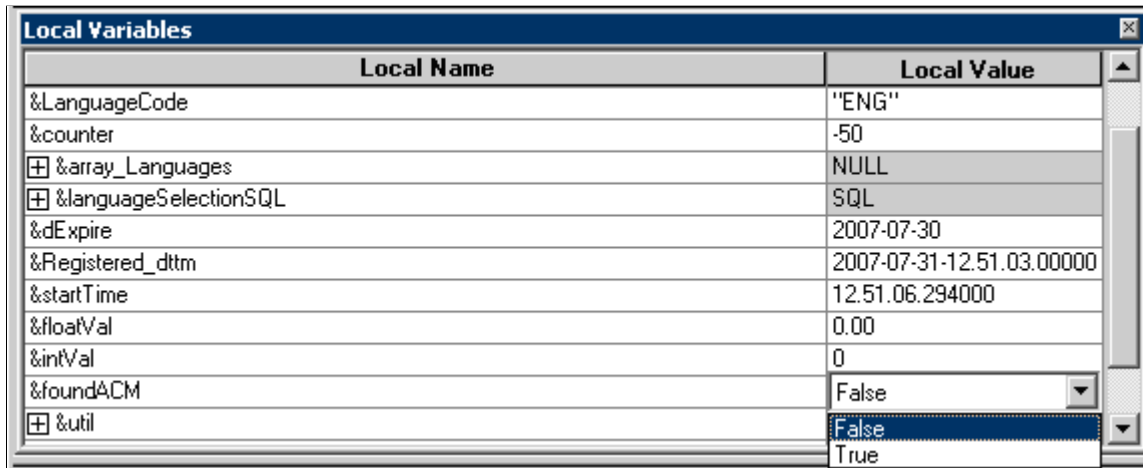 Local Variables
Local Name Local Value
&LanguageCode "ENG"
&counter -50
&array_Languages NULL
&languageSelectionSQL SQL
&dExpire 2007-07-30
&Registered_dttm 2007-07-31-12.51.03.00000
&startTime 12.51.06.294000
&floatVal 0.00
&intVal 0
&foundACM False
&util False
True